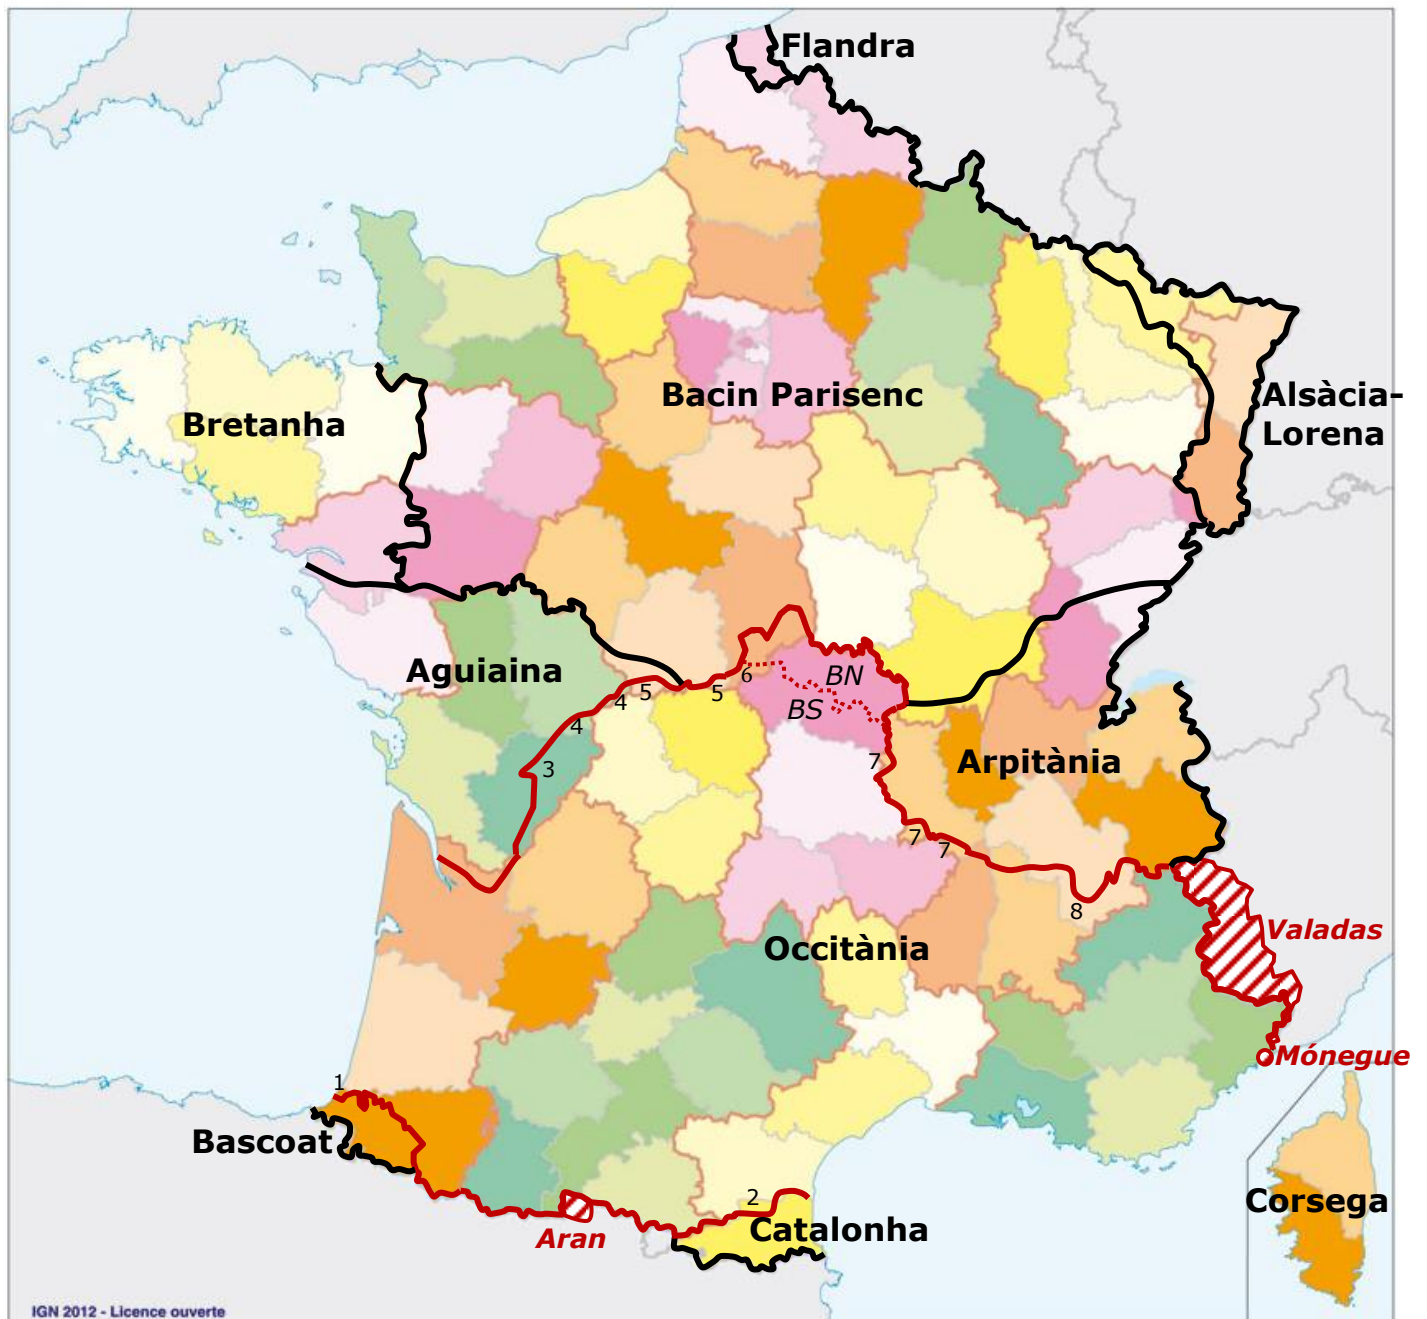 Flandra
Bacin Parisenc
Alsàcia-
Lorena
Bretanha
Aguiaina
BN
BS
6
5
5
4
4
3
7
Arpitània
7
7
8
Valadas
Occitània
Mónegue
1
Bascoat
2
Catalonha
Aran
Corsega
IGN 2012 - Licence ouverte